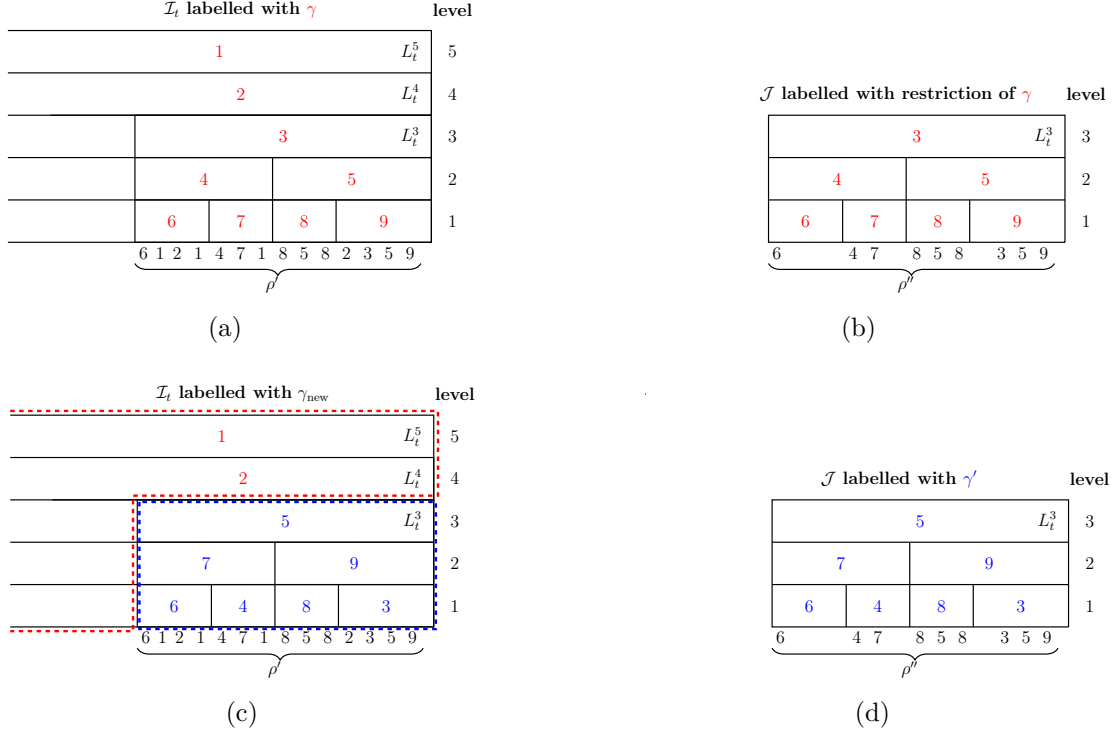 𝓘_t labelled with γ level
1 L_t^5 5
2 L_t^4 4
3 L_t^3 3
4 5 2
6 7 8 9 1
6 1 2 1 4 7 1 8 5 8 2 3 5 9
ρ′
(a)
𝒥 labelled with restriction of γ level
3 L_t^3 3
4 5 2
6 7 8 9 1
6 4 7 8 5 8 3 5 9
ρ″
(b)
𝓘_t labelled with γ_new level
1 L_t^5 5
2 L_t^4 4
5 L_t^3 3
7 9 2
6 4 8 3 1
6 1 2 1 4 7 1 8 5 8 2 3 5 9
ρ′
(c)
𝒥 labelled with γ′ level
5 L_t^3 3
7 9 2
6 4 8 3 1
6 4 7 8 5 8 3 5 9
ρ″
(d)